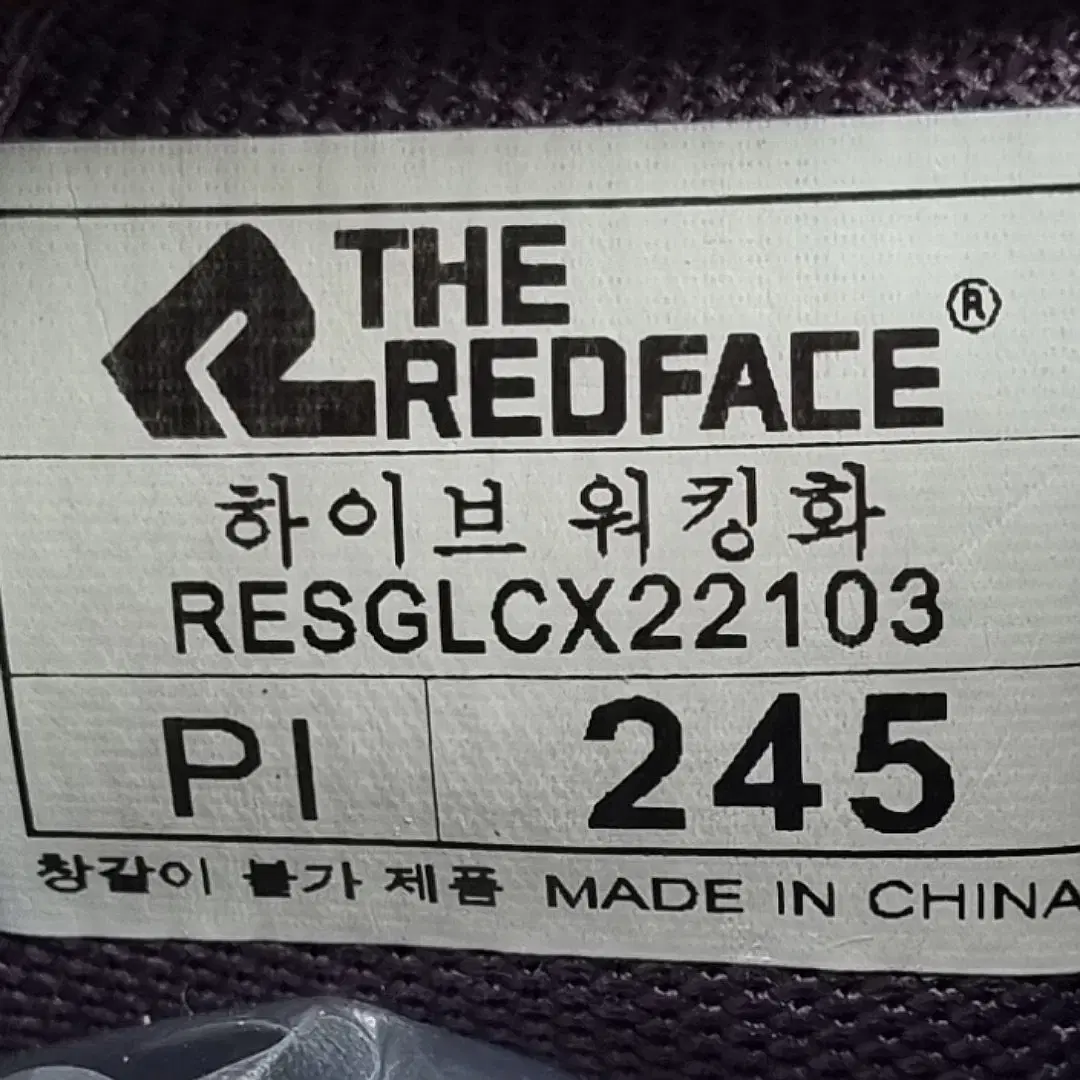 THE
REDFACE®
하이브 워킹화
RESGLCX22103
PI 245
창갈이 불가 제품 MADE IN CHINA